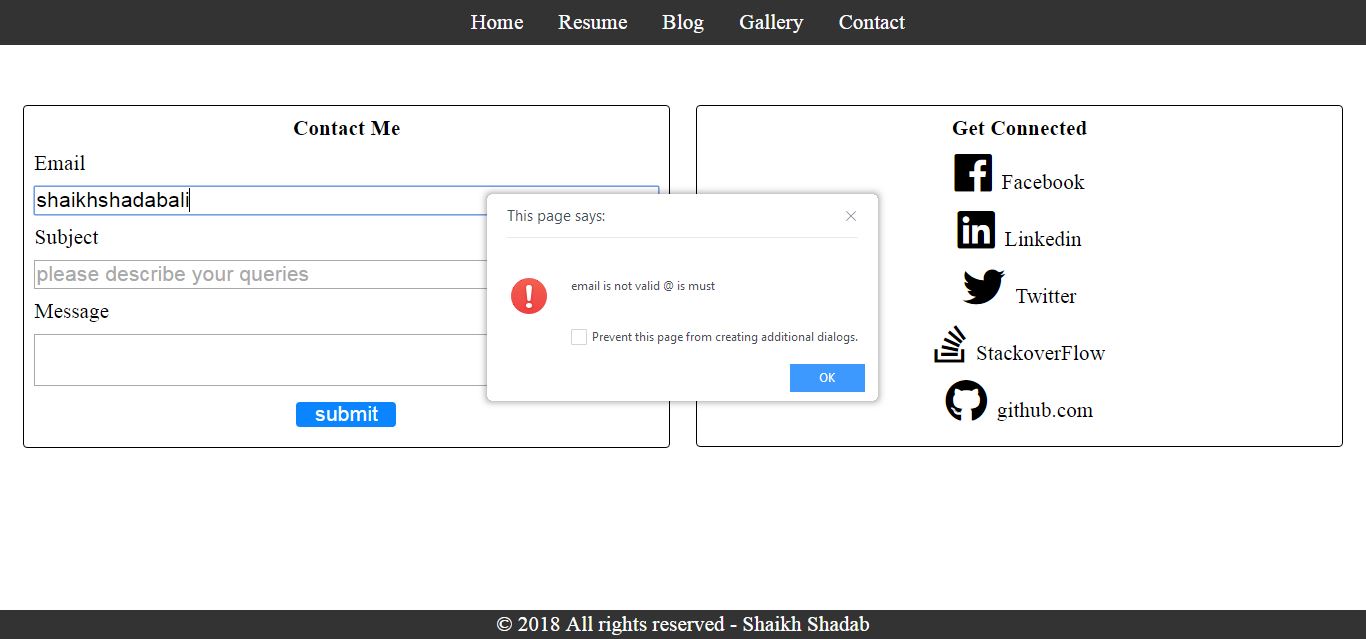 Home Resume Blog Gallery Contact
Contact Me
Email
shaikhshadabali
Subject
please describe your queries
Message
submit
This page says:
email is not valid @ is must
Prevent this page from creating additional dialogs.
OK
Get Connected
Facebook
Linkedin
Twitter
StackoverFlow
github.com
© 2018 All rights reserved - Shaikh Shadab